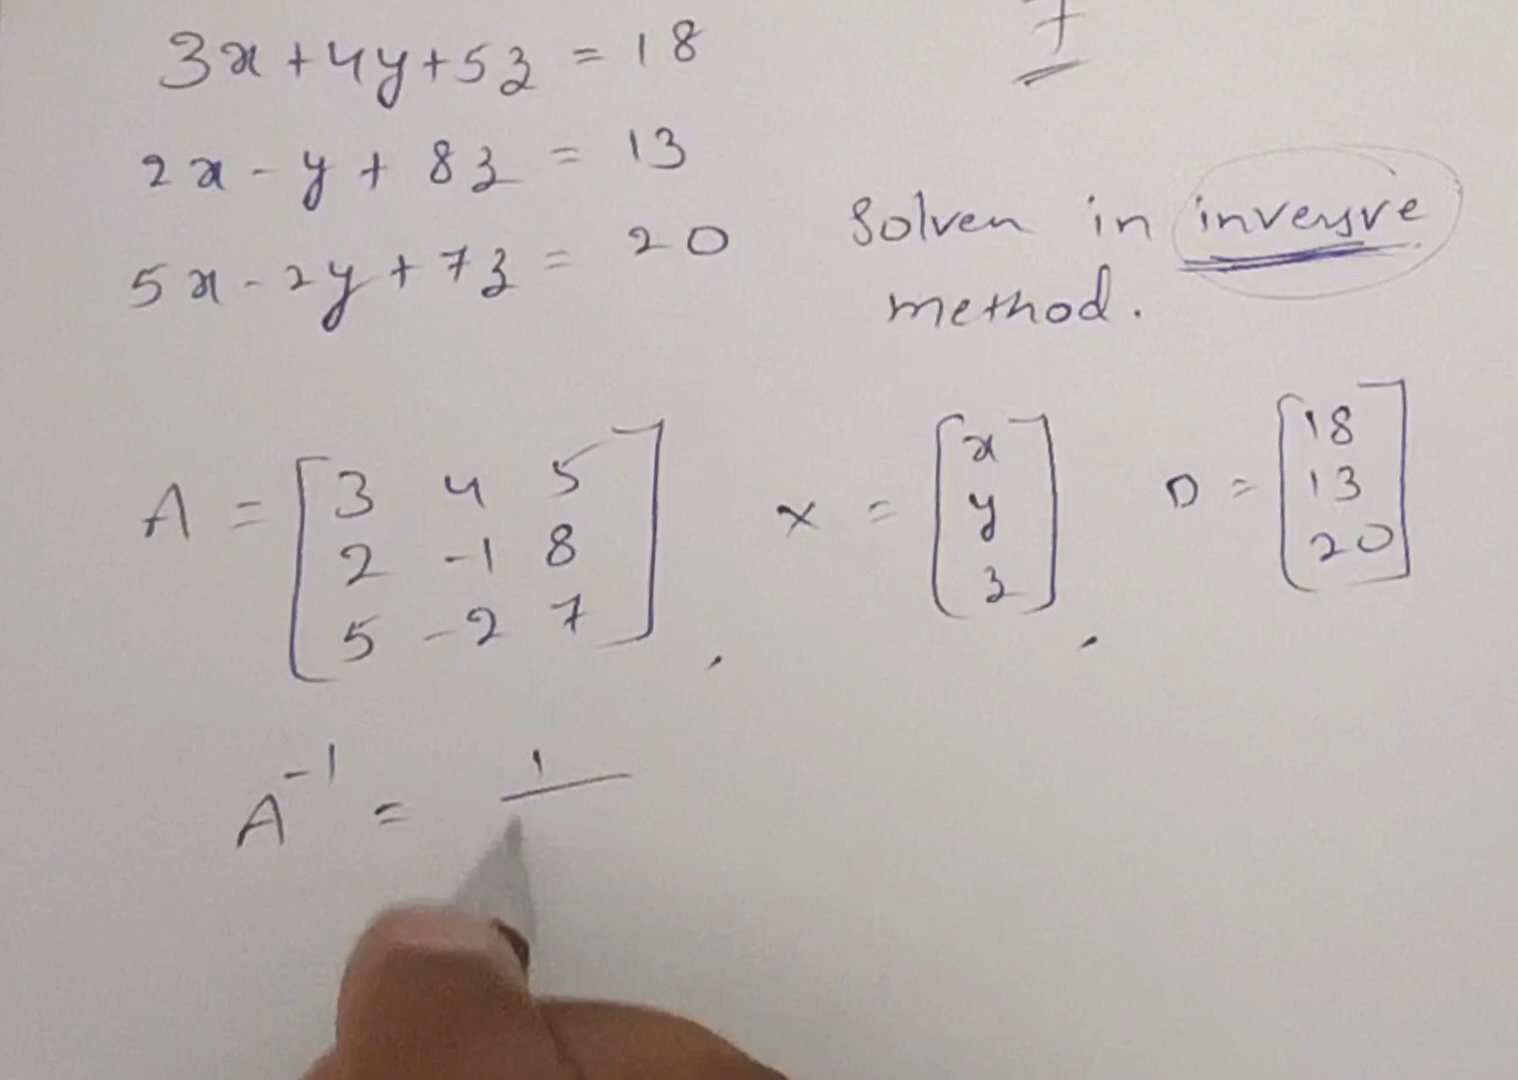 7
3x+4y+5z = 18
2x-y+8z = 13
5x-2y+7z = 20
Solven in inversve
method.
A = [3 4 5
2 -1 8
5 -2 7],
x = [x
y
z],
D = [18
13
20]
A⁻¹ = 1/